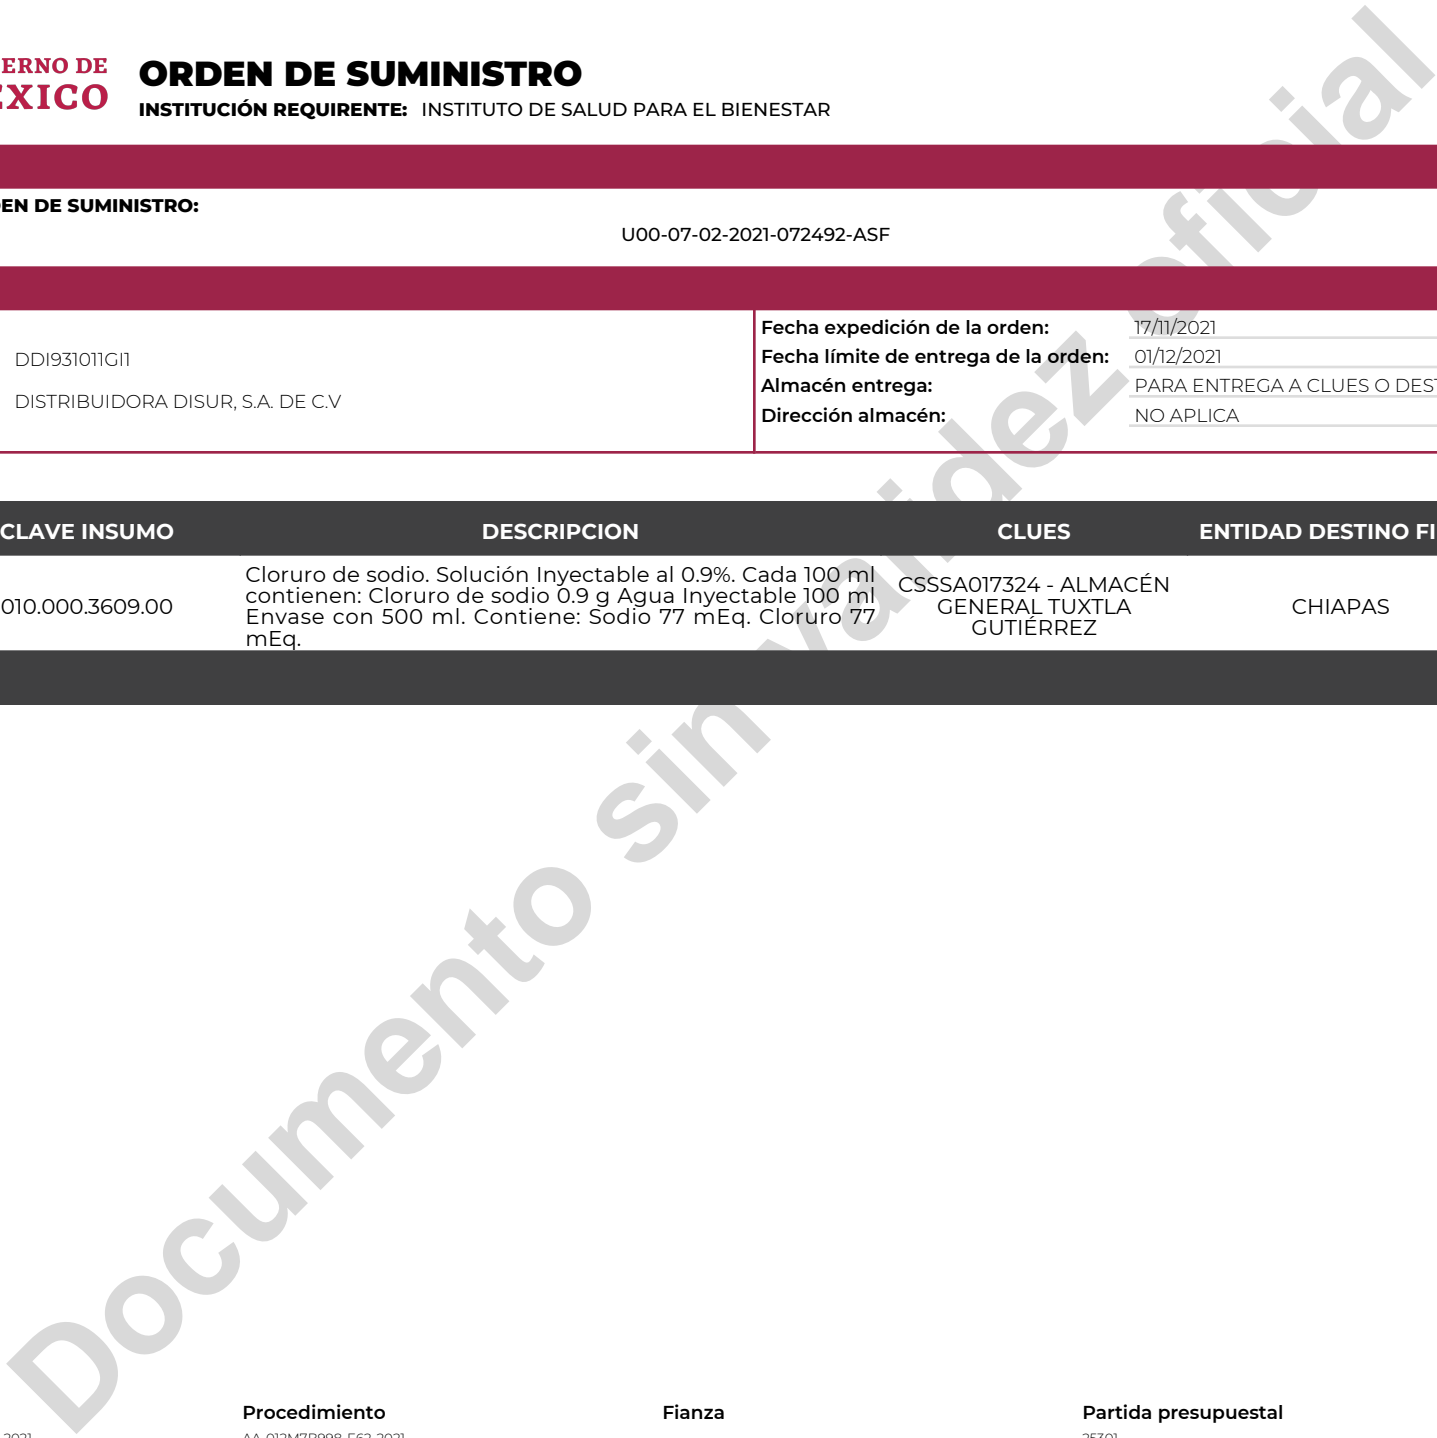 ERNO DE
EXICO
ORDEN DE SUMINISTRO
INSTITUCIÓN REQUIRENTE: INSTITUTO DE SALUD PARA EL BIENESTAR
EN DE SUMINISTRO:
U00-07-02-2021-072492-ASF
DDI931011GI1
DISTRIBUIDORA DISUR, S.A. DE C.V
Fecha expedición de la orden: 17/11/2021
Fecha límite de entrega de la orden: 01/12/2021
Almacén entrega: PARA ENTREGA A CLUES O DEST
Dirección almacén: NO APLICA
CLAVE INSUMO DESCRIPCION CLUES ENTIDAD DESTINO FI
010.000.3609.00
Cloruro de sodio. Solución Inyectable al 0.9%. Cada 100 ml
contienen: Cloruro de sodio 0.9 g Agua Inyectable 100 ml
Envase con 500 ml. Contiene: Sodio 77 mEq. Cloruro 77
mEq.
CSSSA017324 - ALMACÉN
GENERAL TUXTLA
GUTIÉRREZ
CHIAPAS
Documento sin validez oficial
Procedimiento Fianza Partida presupuestal